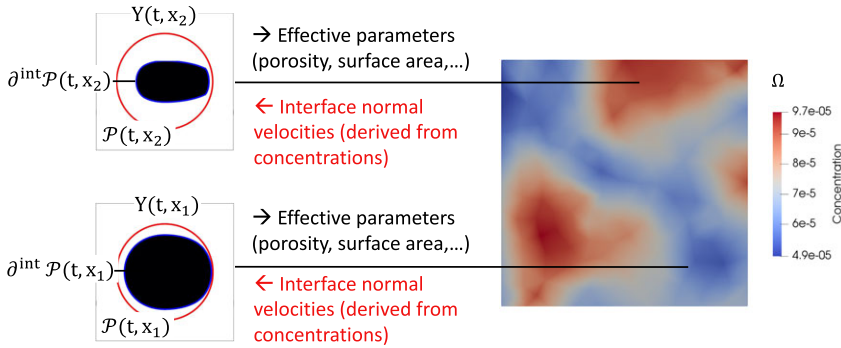 Y(t, x₂)
∂ⁱⁿᵗ𝒫(t, x₂)
𝒫(t, x₂)
→ Effective parameters
(porosity, surface area,...)
← Interface normal
velocities (derived from
concentrations)
Y(t, x₁)
∂ⁱⁿᵗ 𝒫(t, x₁)
𝒫(t, x₁)
→ Effective parameters
(porosity, surface area,...)
← Interface normal
velocities (derived from
concentrations)
Ω
9.7e-05
9e-5
8e-5
7e-5
6e-5
4.9e-05
Concentration